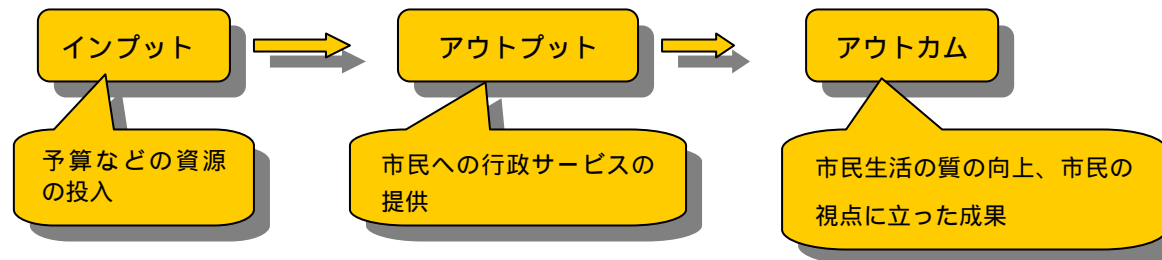 インプット
アウトプット
アウトカム
予算などの資源
の投入
市民への行政サービスの
提供
市民生活の質の向上、市民の
視点に立った成果